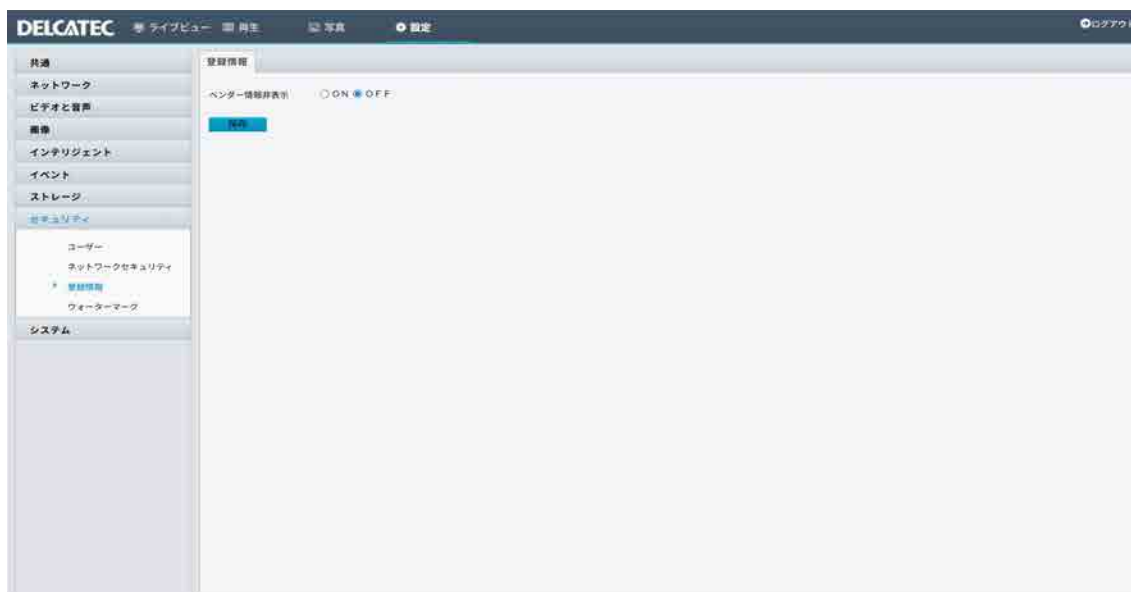 DELCATEC ライブビュー 再生 写真 設定 ログアウ
共通
ネットワーク
ビデオと音声
画像
インテリジェント
イベント
ストレージ
セキュリティ
ユーザー
ネットワークセキュリティ
登録情報
ウォーターマーク
システム
登録情報
ベンダー情報非表示 ON OFF
保存